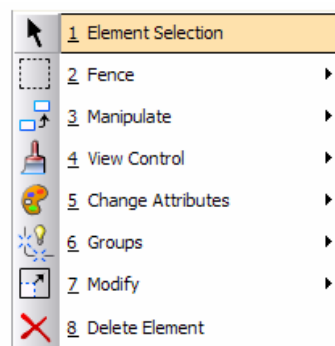 1 Element Selection
2 Fence
3 Manipulate
4 View Control
5 Change Attributes
6 Groups
7 Modify
8 Delete Element